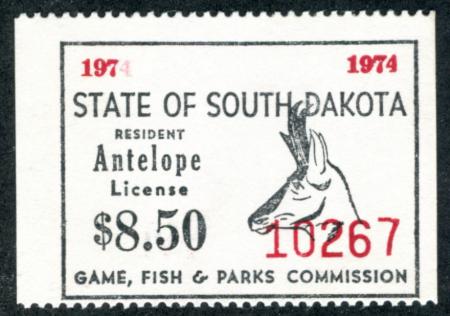 1974 1974
STATE OF SOUTH DAKOTA
RESIDENT
Antelope
License
$8.50
10267
GAME, FISH & PARKS COMMISSION